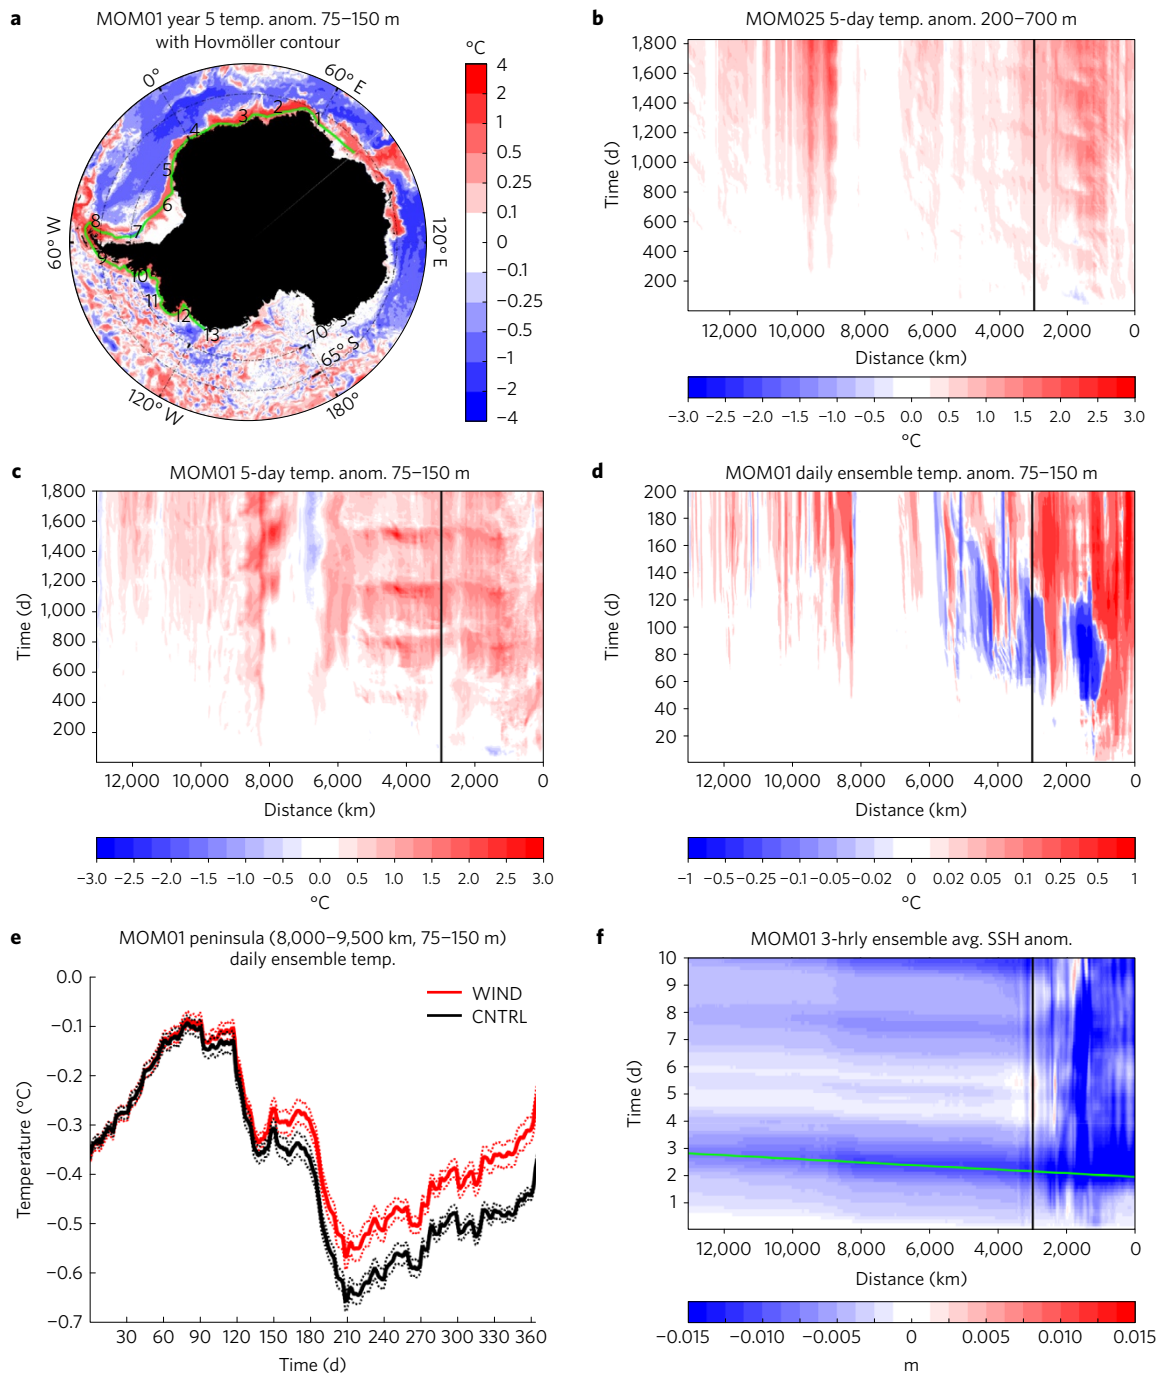 a
MOM01 year 5 temp. anom. 75–150 m
with Hovmöller contour
°C
4
2
1
0.5
0.25
0.1
0
−0.1
−0.25
−0.5
−1
−2
−4
0°
60° E
120° E
180°
120° W
60° W
70° S
65° S
1
2
3
4
5
6
7
8
9
10
11
12
13
b
MOM025 5-day temp. anom. 200–700 m
Time (d)
1,800
1,600
1,400
1,200
1,000
800
600
400
200
12,000 10,000 8,000 6,000 4,000 2,000 0
Distance (km)
−3.0 −2.5 −2.0 −1.5 −1.0 −0.5 0.0 0.5 1.0 1.5 2.0 2.5 3.0
°C
c
MOM01 5-day temp. anom. 75–150 m
Time (d)
1,800
1,600
1,400
1,200
1,000
800
600
400
200
12,000 10,000 8,000 6,000 4,000 2,000 0
Distance (km)
−3.0 −2.5 −2.0 −1.5 −1.0 −0.5 0.0 0.5 1.0 1.5 2.0 2.5 3.0
°C
d
MOM01 daily ensemble temp. anom. 75–150 m
Time (d)
200
180
160
140
120
100
80
60
40
20
12,000 10,000 8,000 6,000 4,000 2,000 0
Distance (km)
−1 −0.5 −0.25 −0.1 −0.05 −0.02 0 0.02 0.05 0.1 0.25 0.5 1
°C
e
MOM01 peninsula (8,000–9,500 km, 75–150 m)
daily ensemble temp.
Temperature (°C)
0.0
−0.1
−0.2
−0.3
−0.4
−0.5
−0.6
−0.7
WIND
CNTRL
30 60 90 120 150 180 210 240 270 300 330 360
Time (d)
f
MOM01 3-hrly ensemble avg. SSH anom.
Time (d)
10
9
8
7
6
5
4
3
2
1
12,000 10,000 8,000 6,000 4,000 2,000 0
Distance (km)
−0.015 −0.010 −0.005 0 0.005 0.010 0.015
m